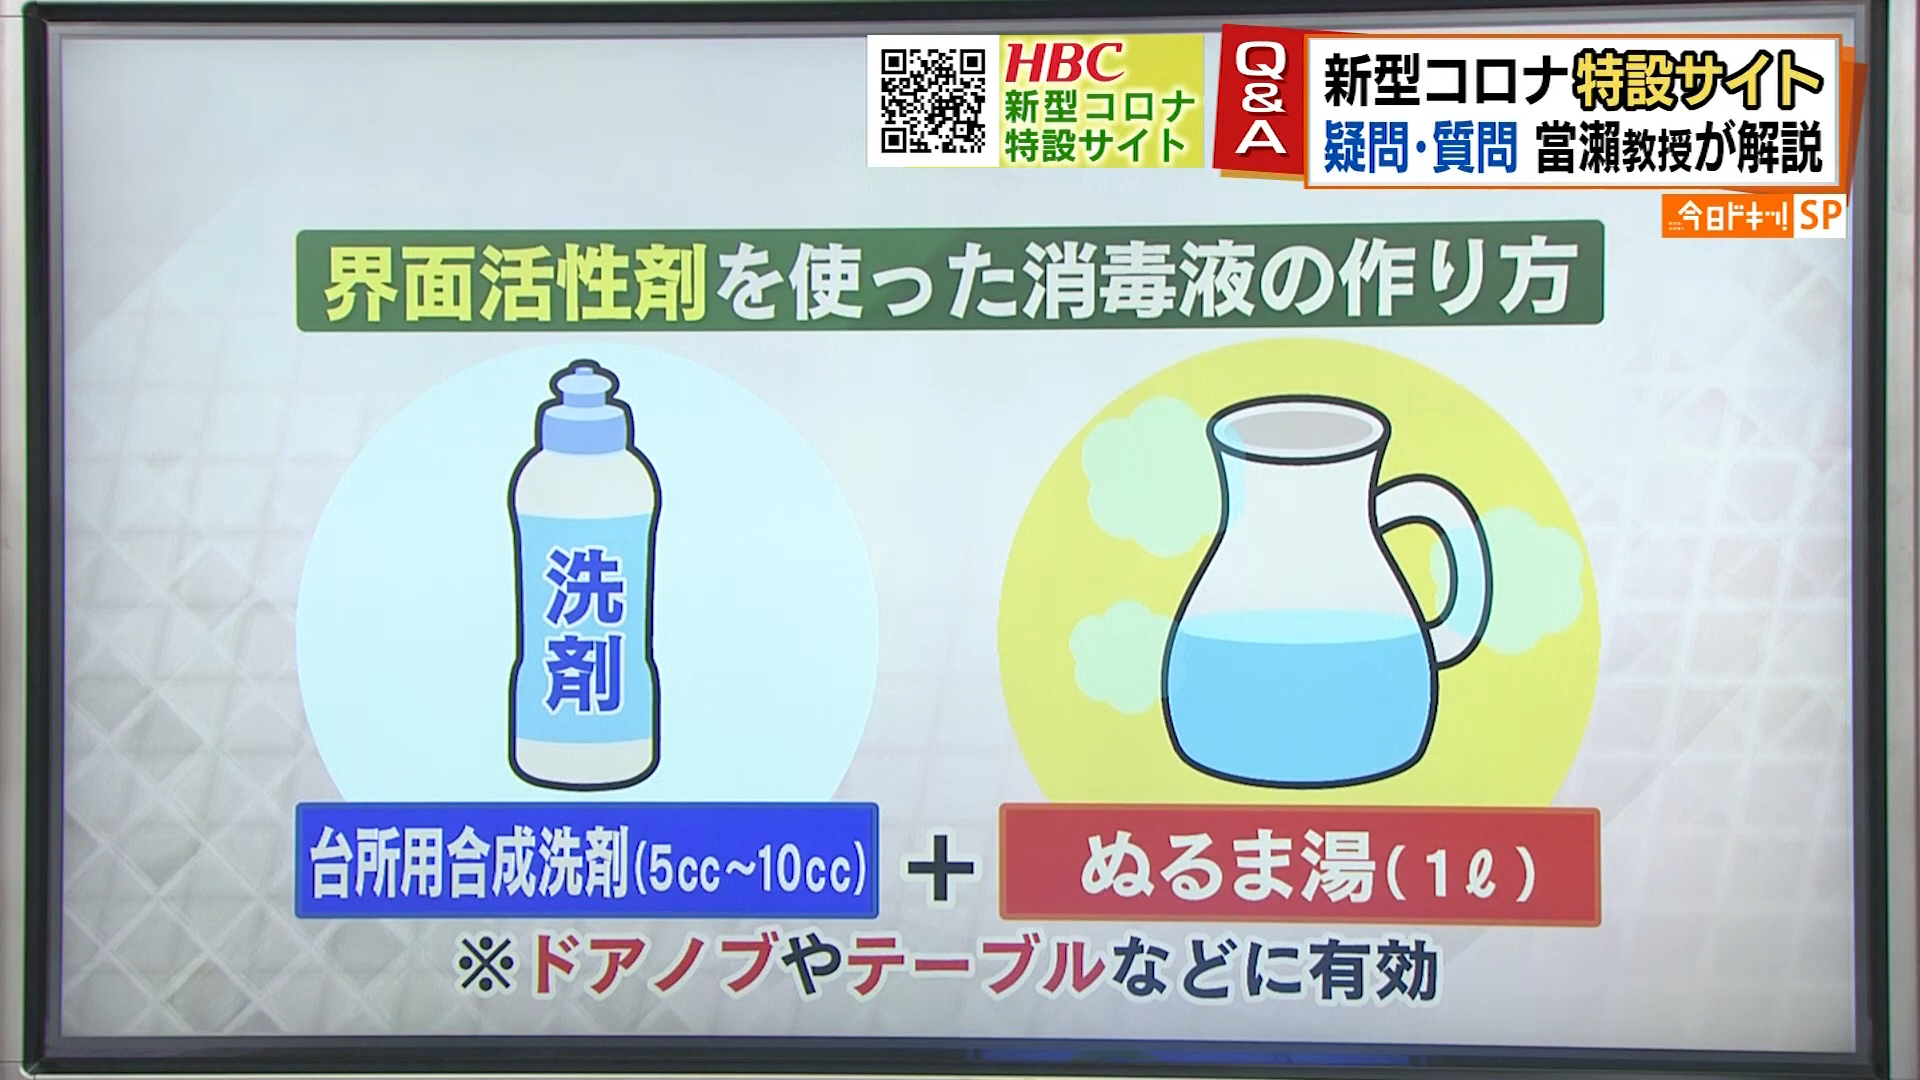 HBC
新型コロナ
特設サイト
Q&A
新型コロナ特設サイト
疑問・質問 當瀬教授が解説
今日ドキッ!SP
界面活性剤を使った消毒液の作り方
洗剤
台所用合成洗剤(5cc~10cc)
+
ぬるま湯(1ℓ)
※ドアノブやテーブルなどに有効